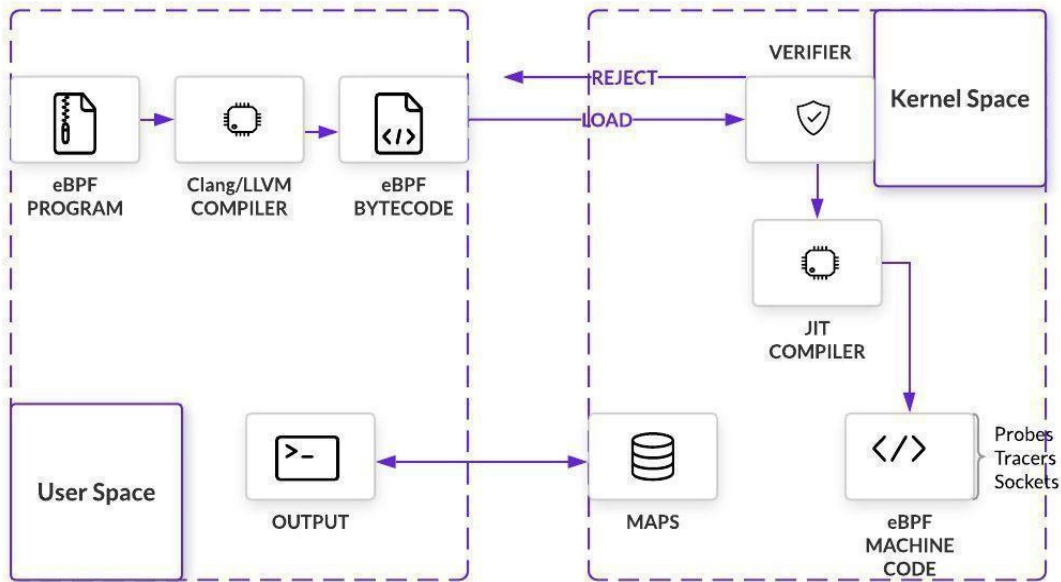 VERIFIER
REJECT
Kernel Space
LOAD
eBPF
PROGRAM
Clang/LLVM
COMPILER
eBPF
BYTECODE
JIT
COMPILER
User Space
OUTPUT
MAPS
eBPF
MACHINE
CODE
Probes
Tracers
Sockets